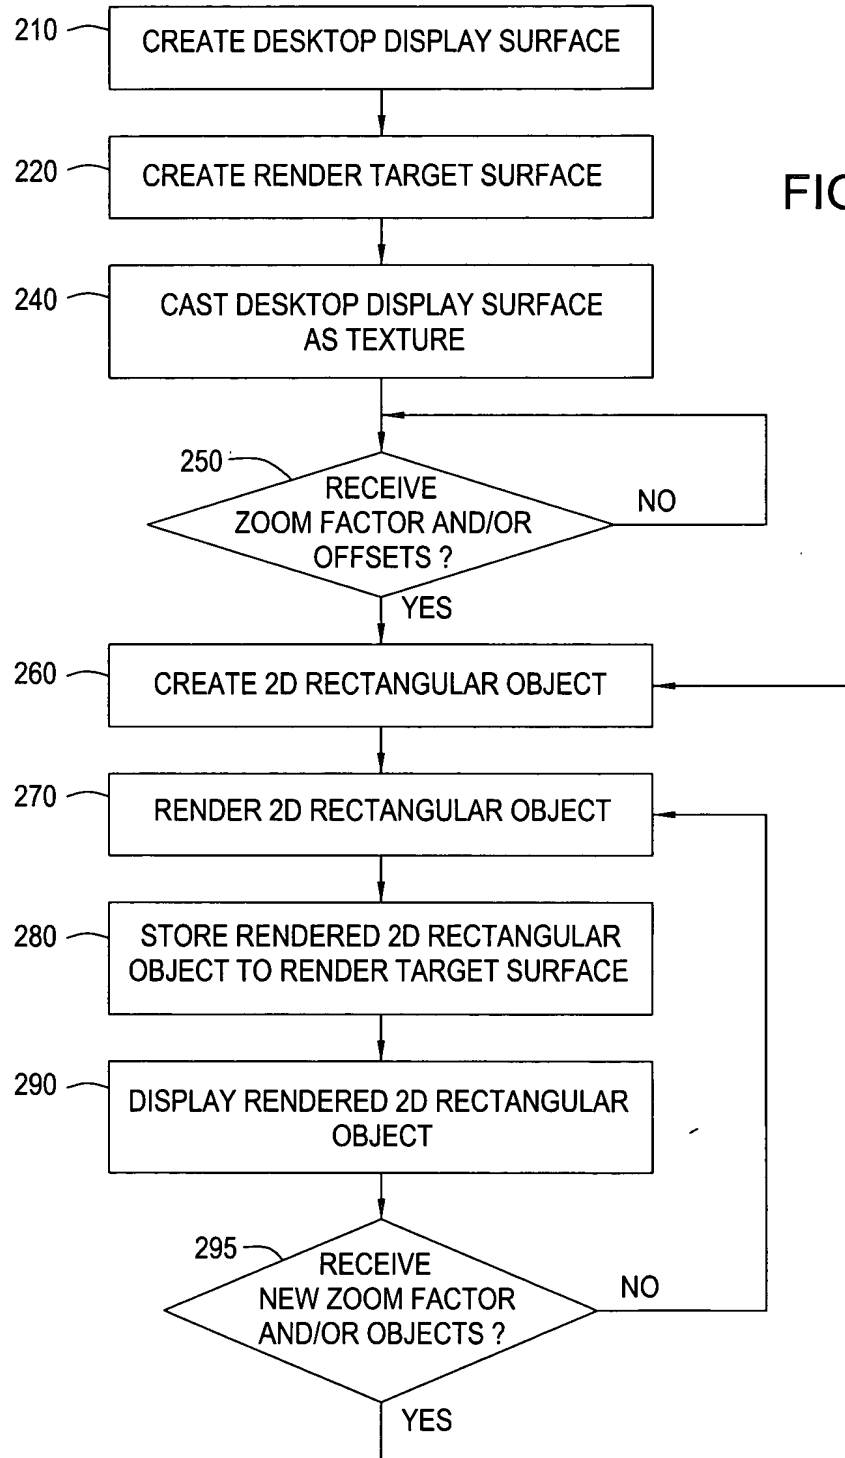 210
CREATE DESKTOP DISPLAY SURFACE
220
CREATE RENDER TARGET SURFACE
FIG
240
CAST DESKTOP DISPLAY SURFACE
AS TEXTURE
250
RECEIVE
ZOOM FACTOR AND/OR
OFFSETS ?
NO
YES
260
CREATE 2D RECTANGULAR OBJECT
270
RENDER 2D RECTANGULAR OBJECT
280
STORE RENDERED 2D RECTANGULAR
OBJECT TO RENDER TARGET SURFACE
290
DISPLAY RENDERED 2D RECTANGULAR
OBJECT
295
RECEIVE
NEW ZOOM FACTOR
AND/OR OBJECTS ?
NO
YES